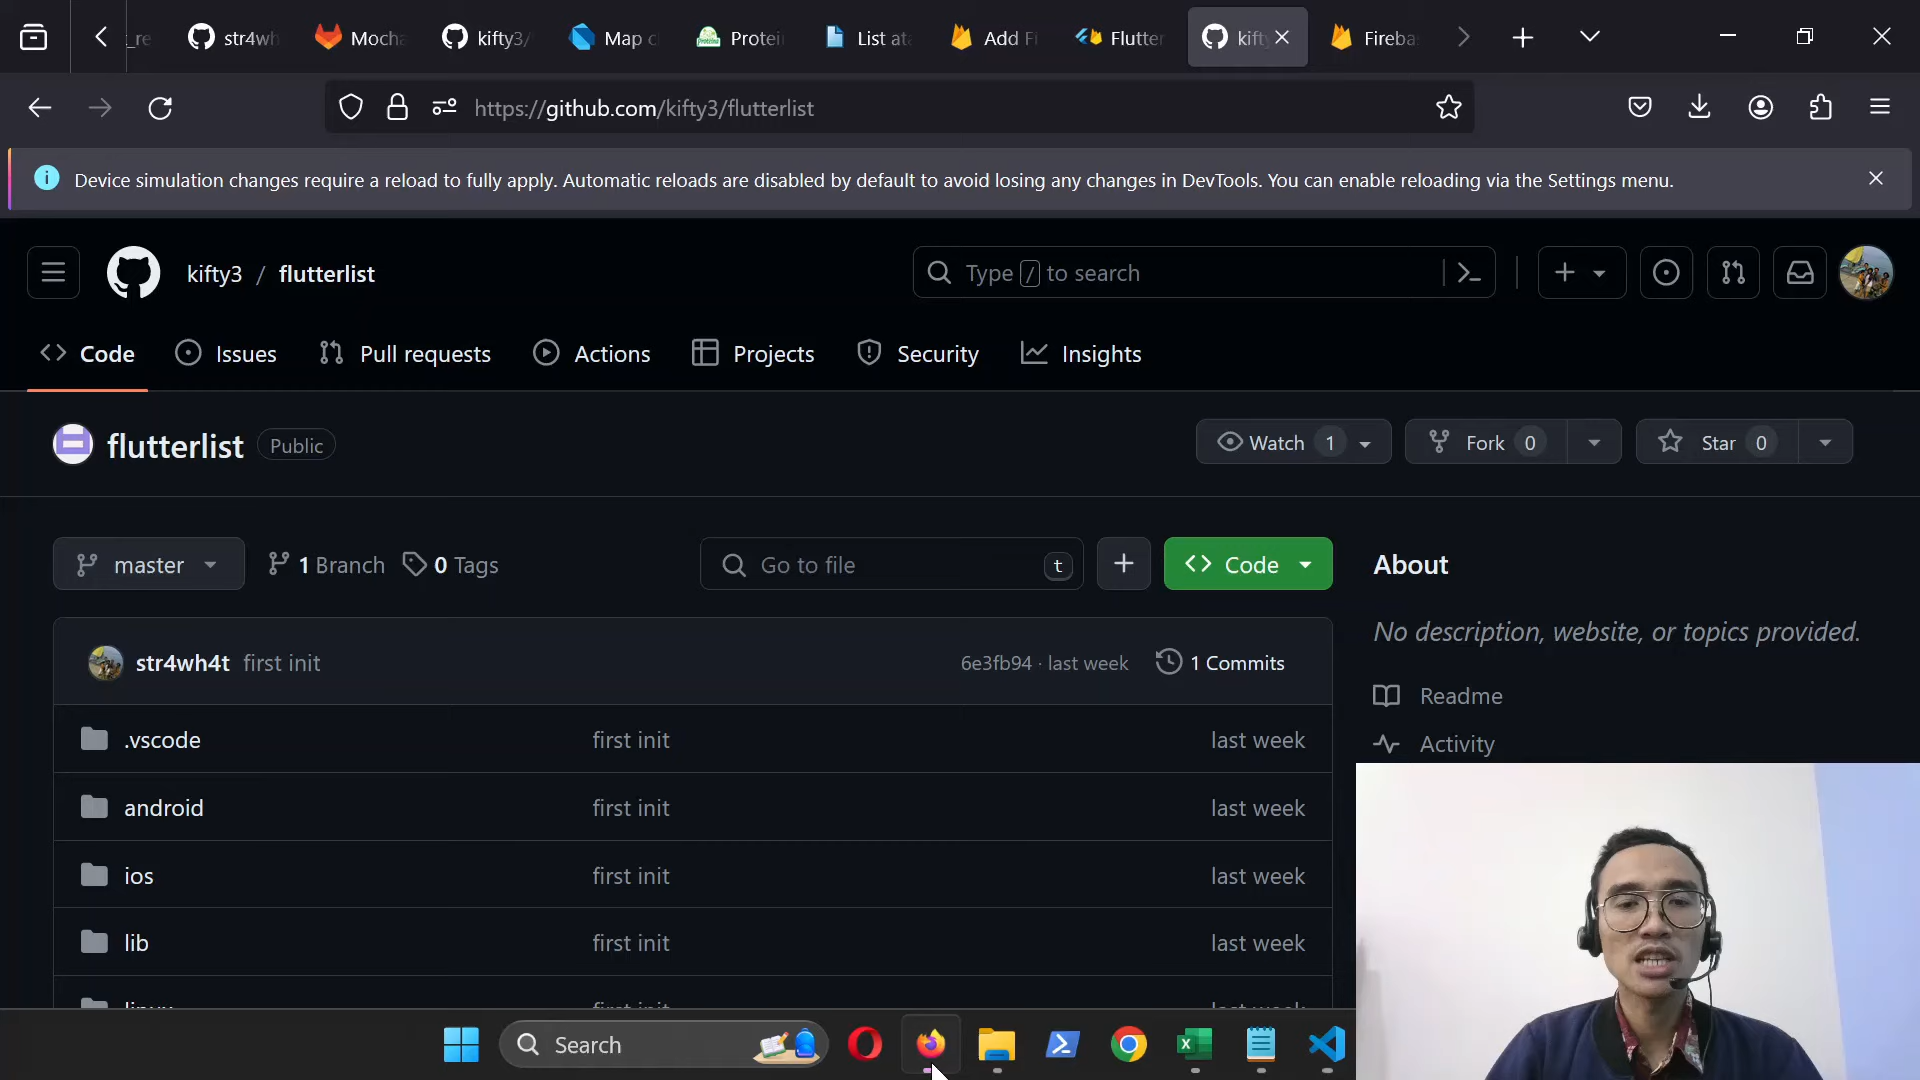 str4wh
Mocha
kifty3/
Map c
Protei
List at
Add Fi
Flutter
kift
Fireba
https://github.com/kifty3/flutterlist
Device simulation changes require a reload to fully apply. Automatic reloads are disabled by default to avoid losing any changes in DevTools. You can enable reloading via the Settings menu.
kifty3 / flutterlist
Type / to search
Code
Issues
Pull requests
Actions
Projects
Security
Insights
flutterlist
Public
Watch 1
Fork 0
Star 0
master
1 Branch
0 Tags
Go to file
t
Code
About
No description, website, or topics provided.
str4wh4t first init
6e3fb94 · last week
1 Commits
Readme
.vscode first init last week
Activity
android first init last week
ios first init last week
lib first init last week
Search